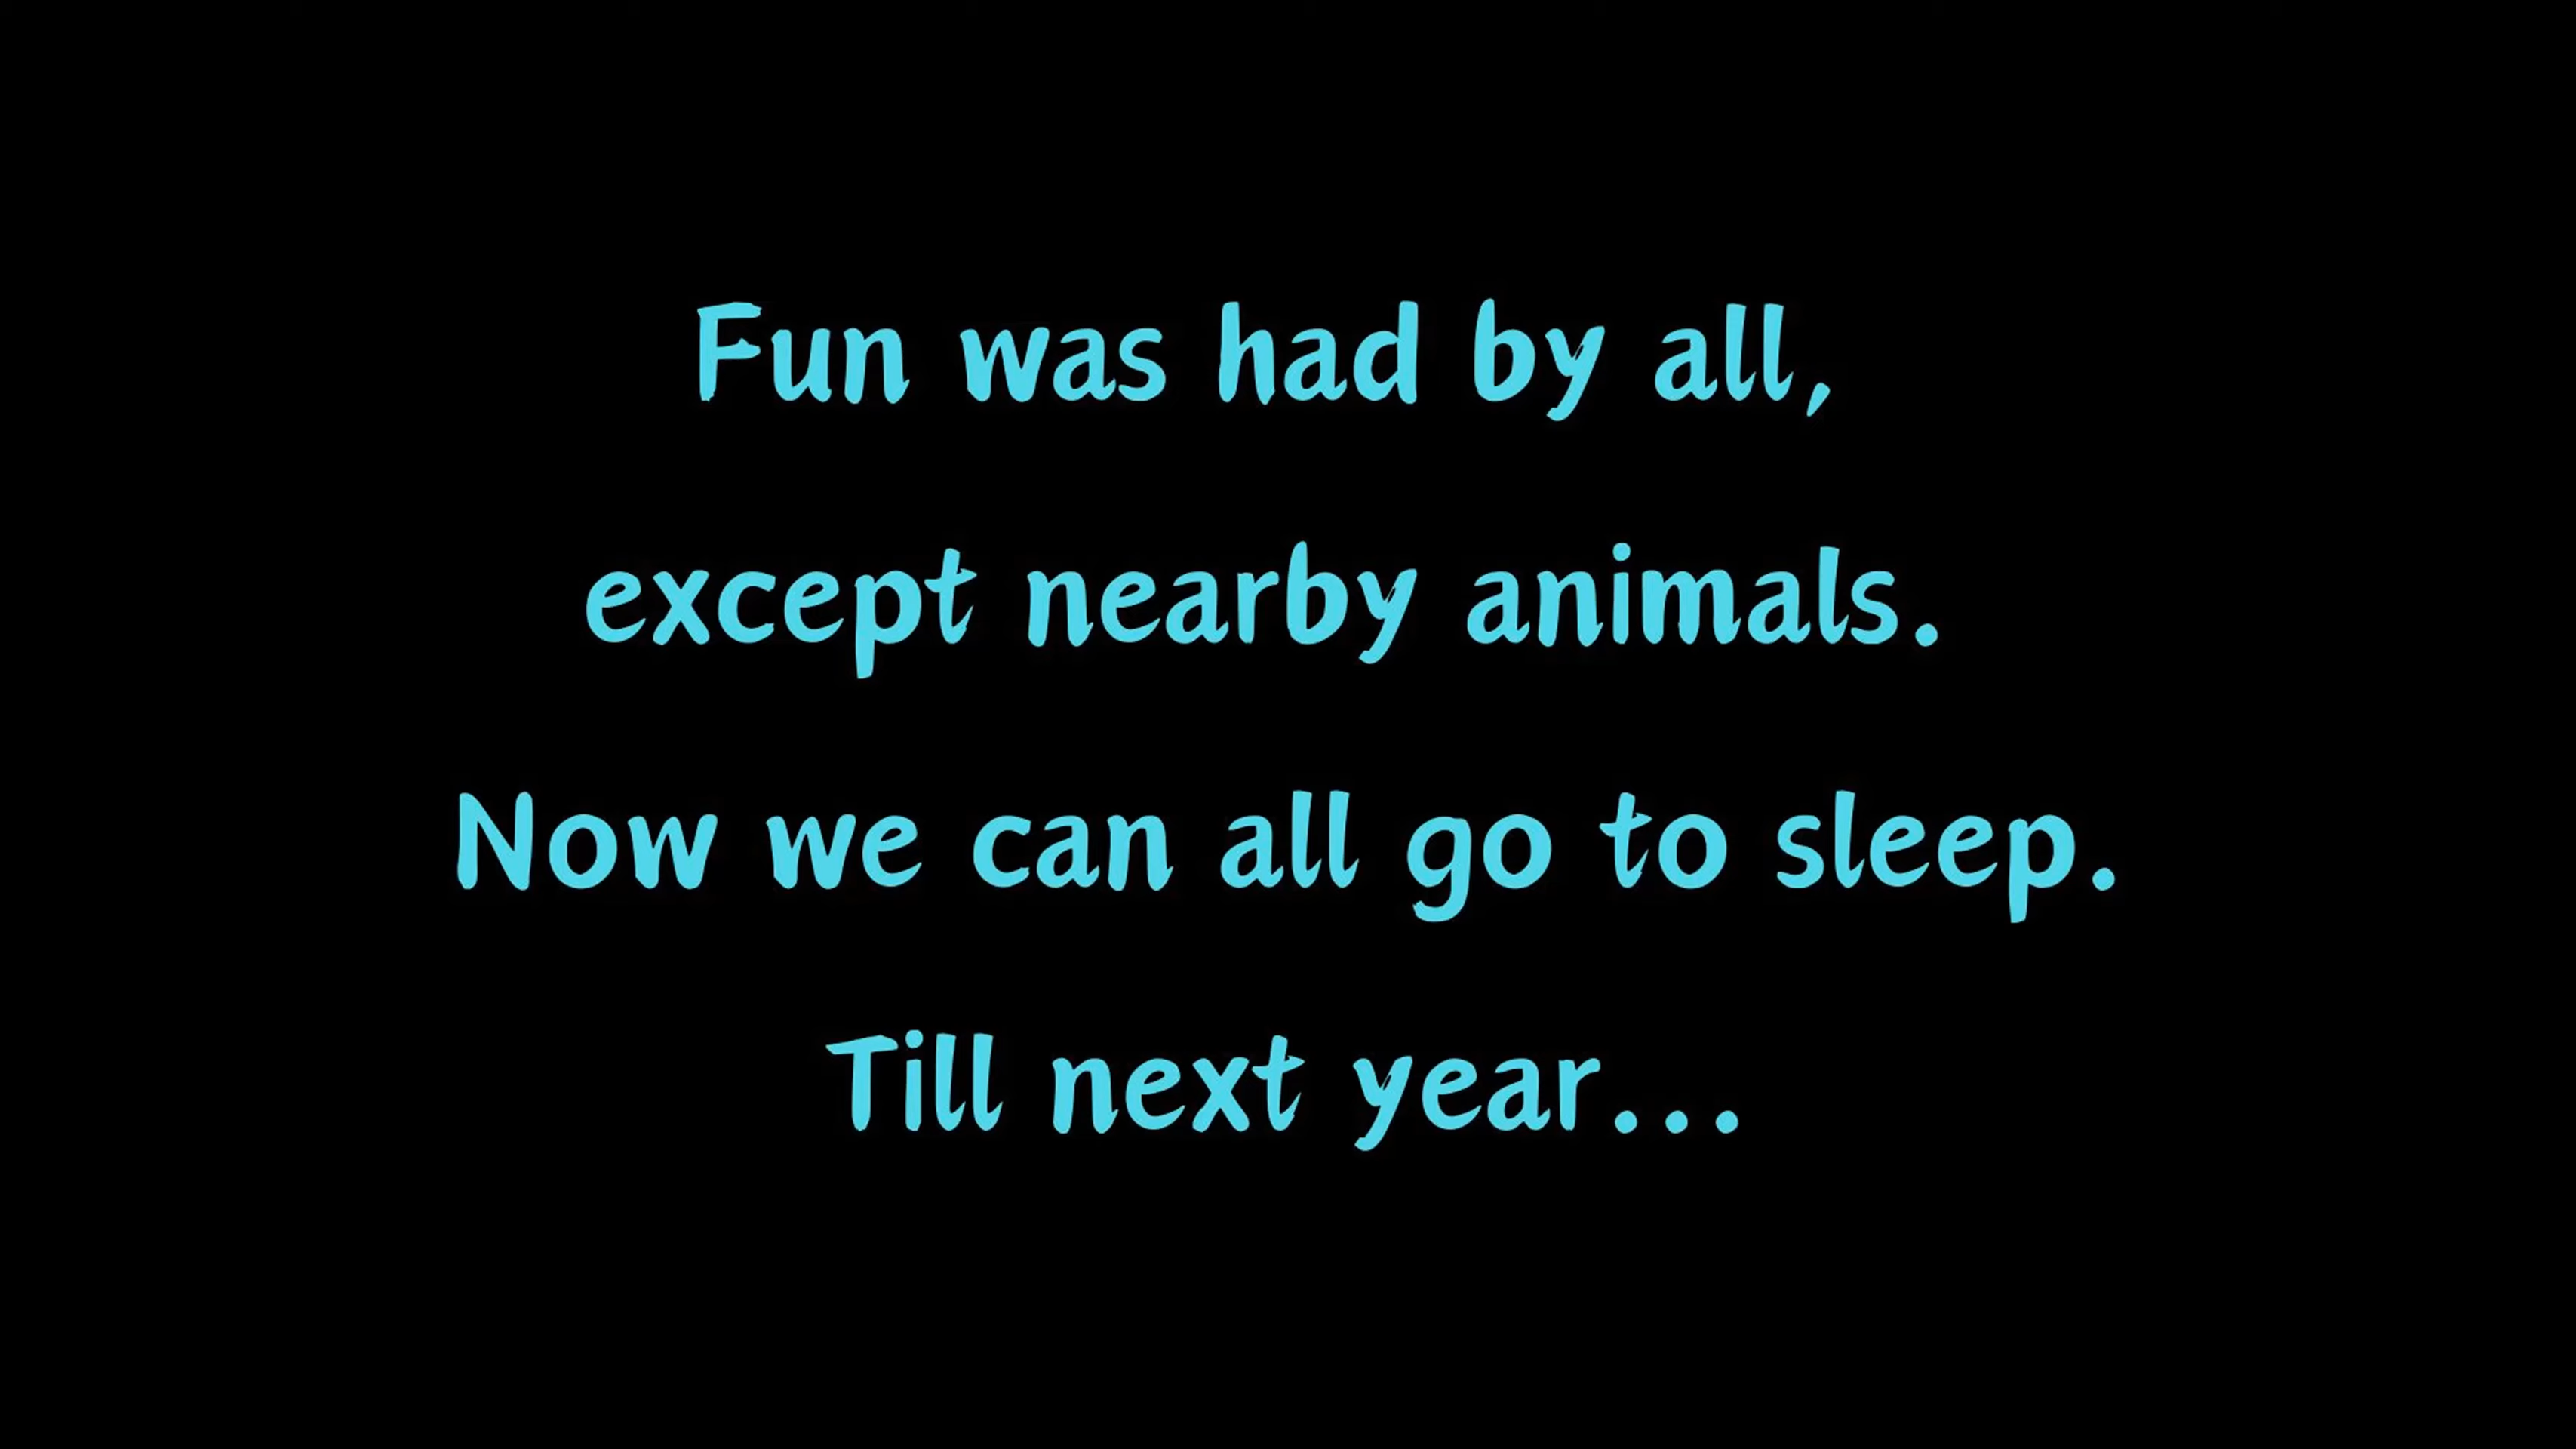 Fun was had by all,
except nearby animals.
Now we can all go to sleep.
Till next year...